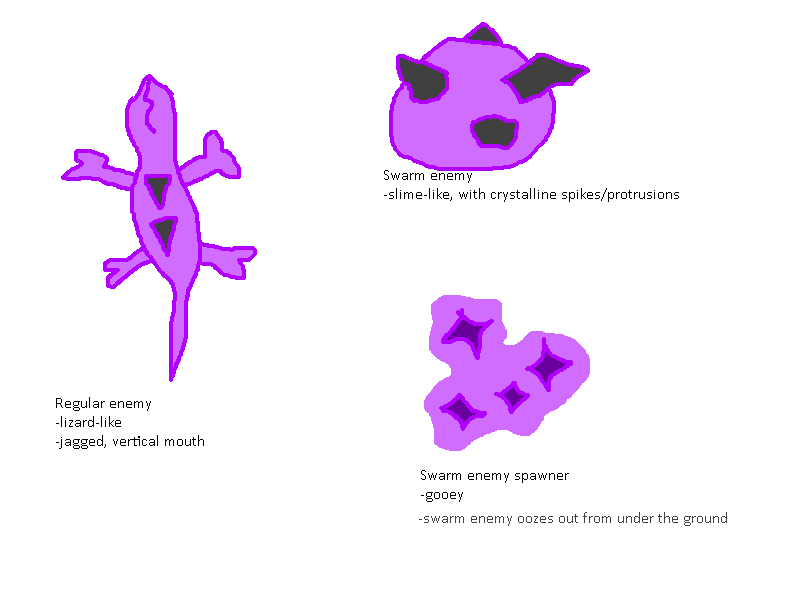 Swarm enemy
-slime-like, with crystalline spikes/protrusions
Regular enemy
-lizard-like
-jagged, vertical mouth
Swarm enemy spawner
-gooey
-swarm enemy oozes out from under the ground